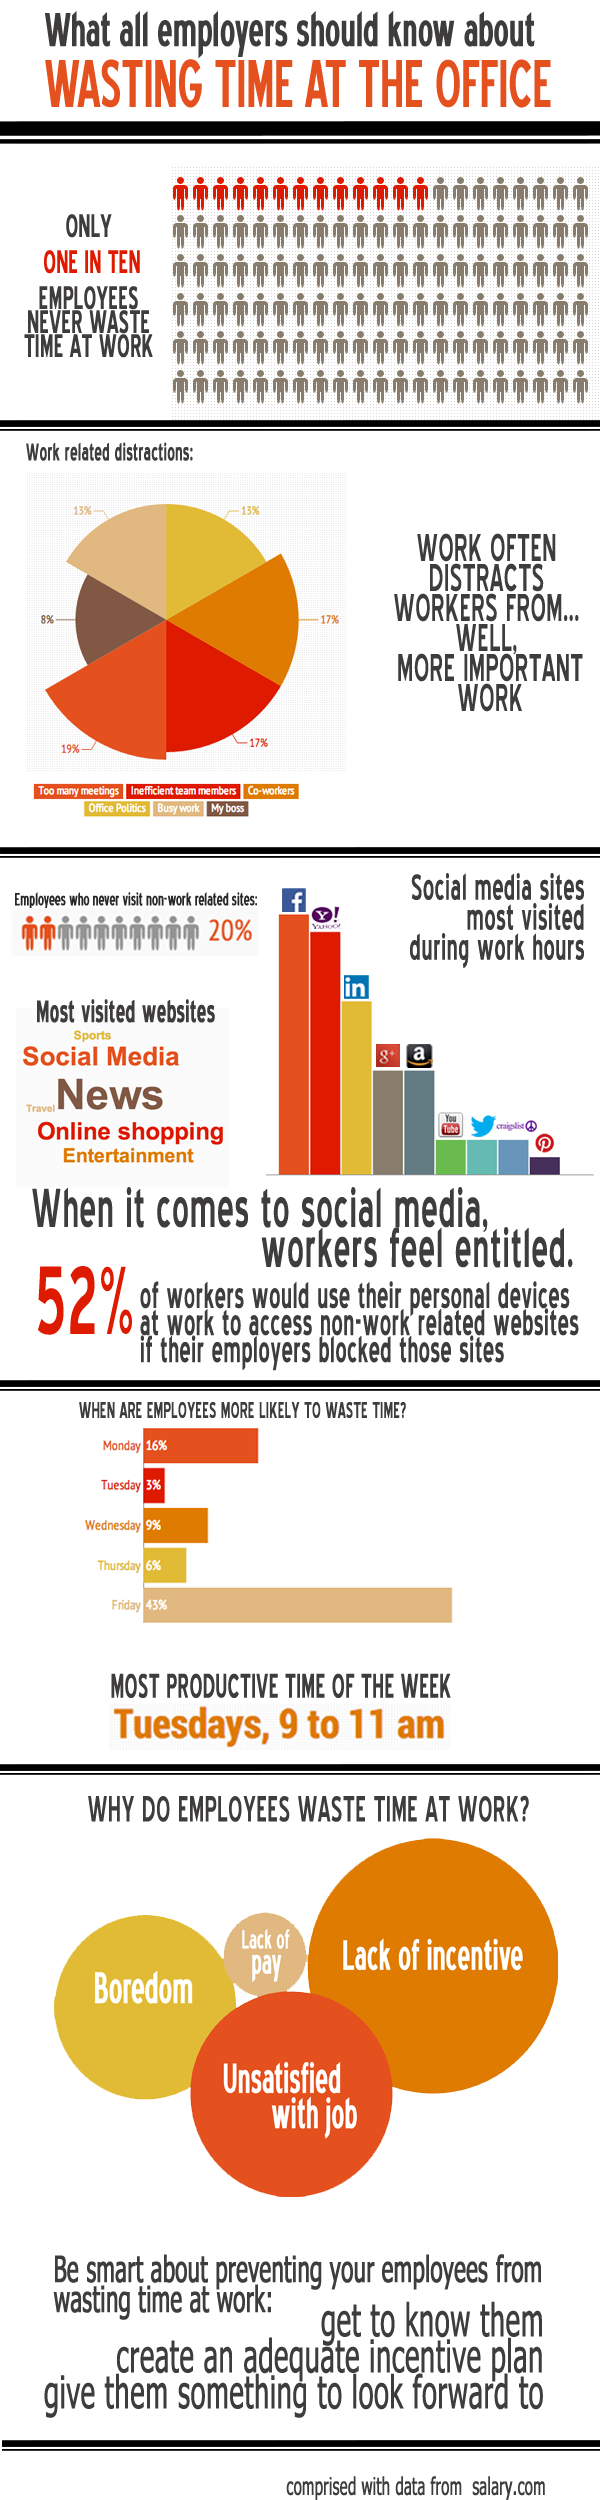 What all employers should know about
WASTING TIME AT THE OFFICE
ONLY
ONE IN TEN
EMPLOYEES
NEVER WASTE
TIME AT WORK
Work related distractions:
13%
13%
8%
17%
19%
17%
Too many meetings
Inefficient team members
Co-workers
Office Politics
Busy work
My boss
WORK OFTEN
DISTRACTS
WORKERS FROM...
WELL,
MORE IMPORTANT
WORK
Employees who never visit non-work related sites:
20%
Most visited websites
Sports
Social Media
Travel
News
Online shopping
Entertainment
Social media sites
most visited
during work hours
f
Y!
YAHOO!
in
g+
a
You
Tube
craigslist
When it comes to social media,
workers feel entitled.
52%
of workers would use their personal devices
at work to access non-work related websites
if their employers blocked those sites
WHEN ARE EMPLOYEES MORE LIKELY TO WASTE TIME?
Monday 16%
Tuesday 3%
Wednesday 9%
Thursday 6%
Friday 43%
MOST PRODUCTIVE TIME OF THE WEEK
Tuesdays, 9 to 11 am
WHY DO EMPLOYEES WASTE TIME AT WORK?
Lack of
pay
Lack of incentive
Boredom
Unsatisfied
with job
Be smart about preventing your employees from
wasting time at work:
get to know them
create an adequate incentive plan
give them something to look forward to
comprised with data from salary.com